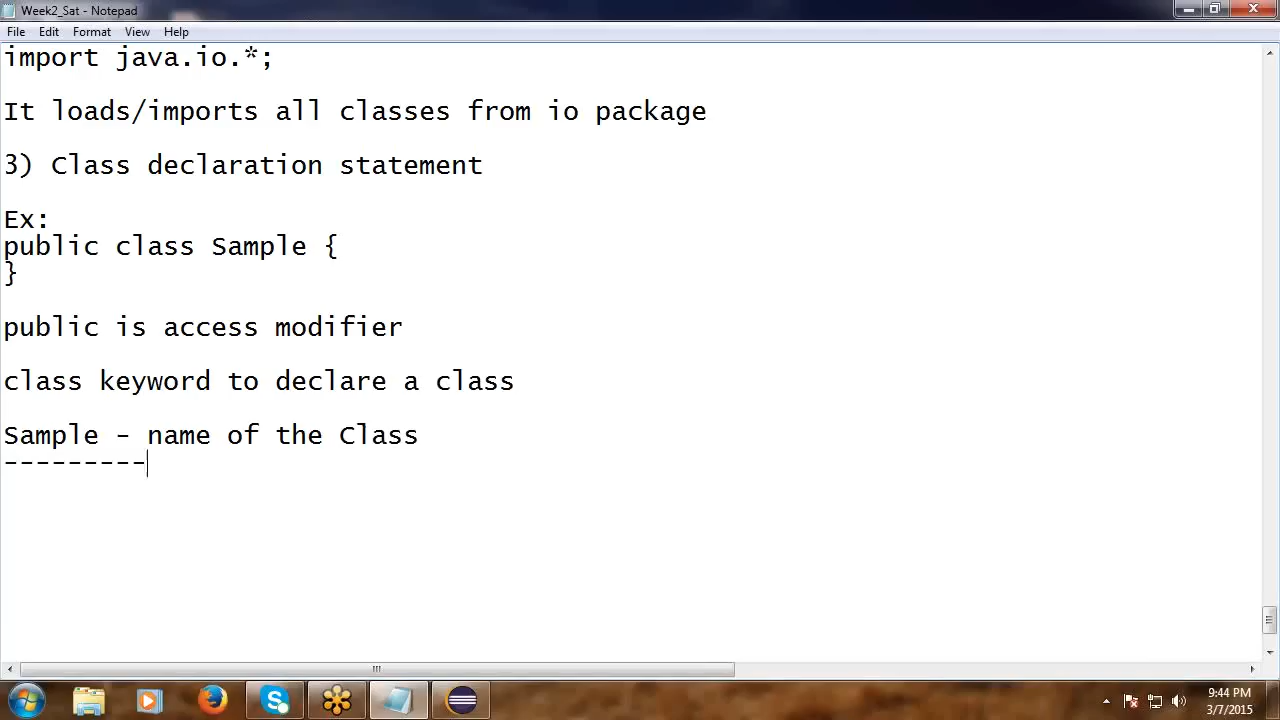 Week2_Sat - Notepad
File Edit Format View Help
import java.io.*;
It loads/imports all classes from io package
3) Class declaration statement
Ex:
public class Sample {
}
public is access modifier
class keyword to declare a class
Sample - name of the Class
---------
9:44 PM
3/7/2015